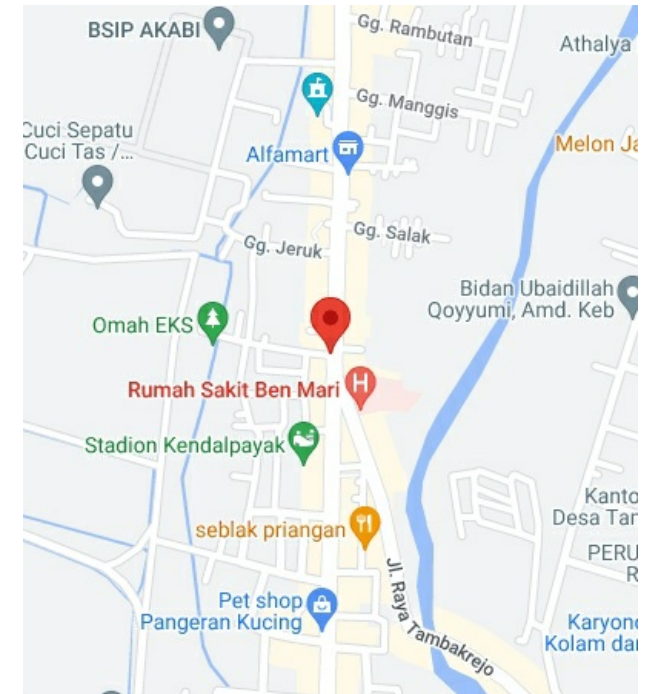 BSIP AKABI
Gg. Rambutan
Athalya
Gg. Manggis
Cuci Sepatu
Cuci Tas /...
Alfamart
Melon Ja
Gg. Salak
Gg. Jeruk
Bidan Ubaidillah
Qoyyumi, Amd. Keb
Omah EKS
Rumah Sakit Ben Mari
H
Stadion Kendalpayak
Kanto
Desa Tar
seblak priangan
PERU
R
Jl. Raya Tambakrejo
Pet shop
Pangeran Kucing
Karyono
Kolam dar